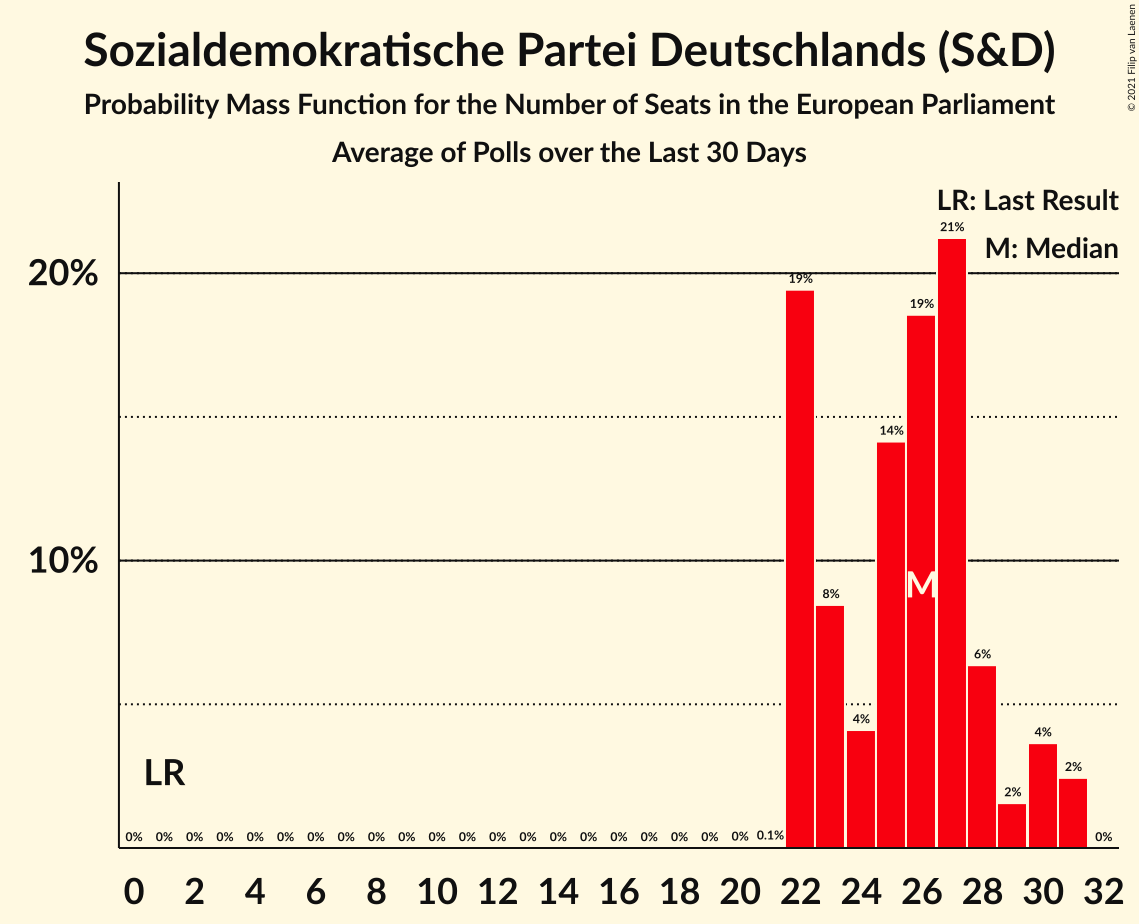 Sozialdemokratische Partei Deutschlands (S&D)
Probability Mass Function for the Number of Seats in the European Parliament
Average of Polls over the Last 30 Days
© 2021 Filip van Laenen
LR: Last Result
M: Median
20%
10%
21%
19%
19%
14%
M
8%
6%
4%
4%
2%
2%
LR
0% 0% 0% 0% 0% 0% 0% 0% 0% 0% 0% 0% 0% 0% 0% 0% 0% 0% 0% 0% 0% 0.1% 0%
0 2 4 6 8 10 12 14 16 18 20 22 24 26 28 30 32